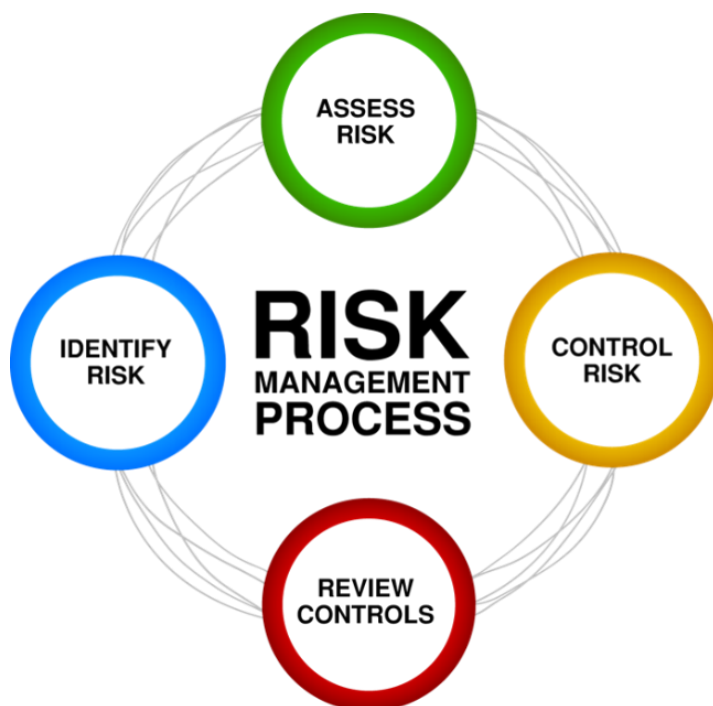 ASSESS
RISK
IDENTIFY
RISK
RISK
MANAGEMENT
PROCESS
CONTROL
RISK
REVIEW
CONTROLS